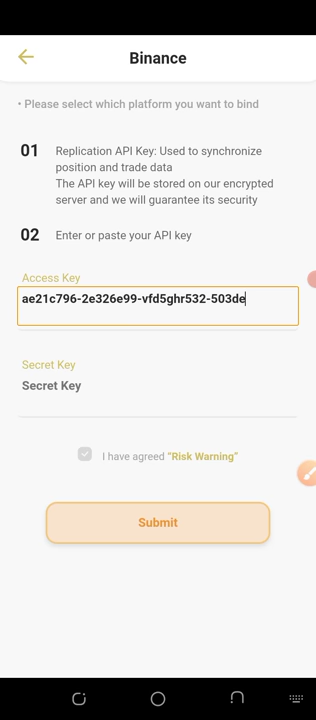 Binance
• Please select which platform you want to bind
01 Replication API Key: Used to synchronize
position and trade data
The API key will be stored on our encrypted
server and we will guarantee its security
02 Enter or paste your API key
Access Key
ae21c796-2e326e99-vfd5ghr532-503de
Secret Key
Secret Key
I have agreed “Risk Warning”
Submit